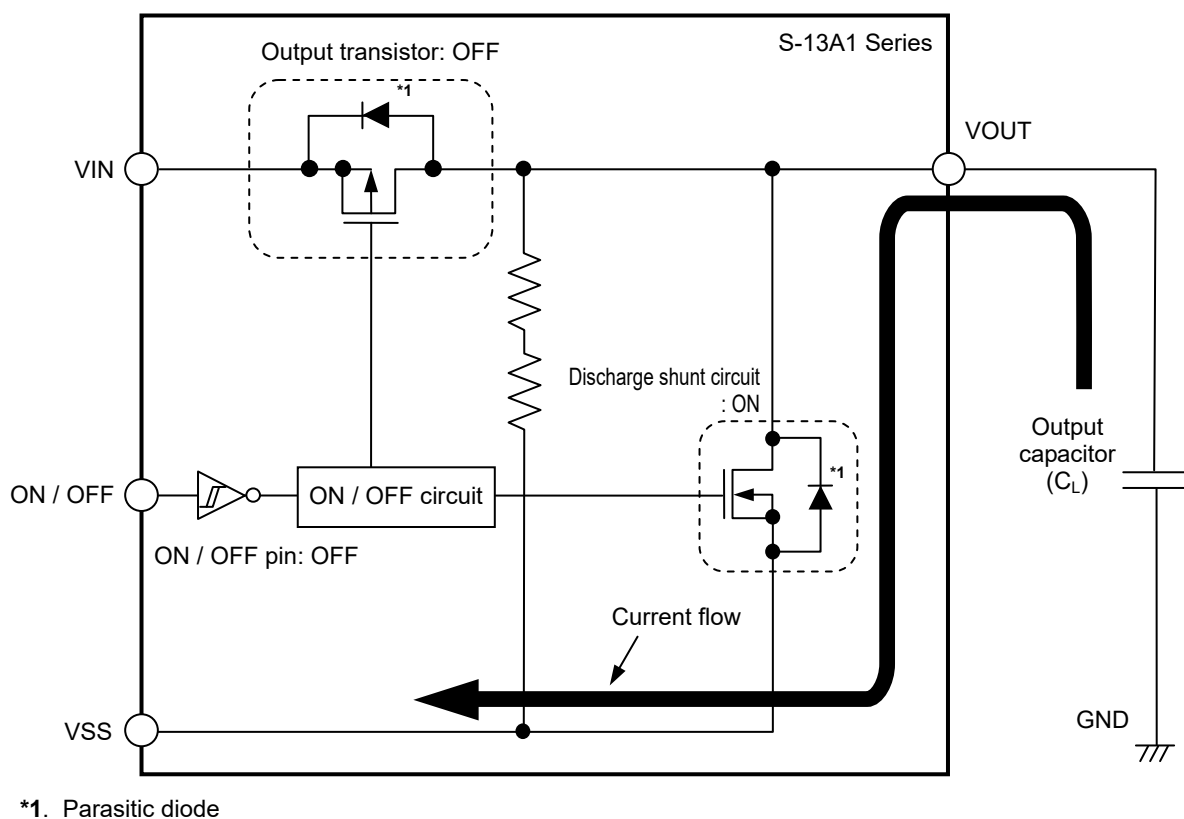 S-13A1 Series
Output transistor: OFF
*1
VOUT
VIN
Discharge shunt circuit
: ON
*1
Output
capacitor
(CL)
ON / OFF
ON / OFF circuit
ON / OFF pin: OFF
Current flow
GND
VSS
*1. Parasitic diode